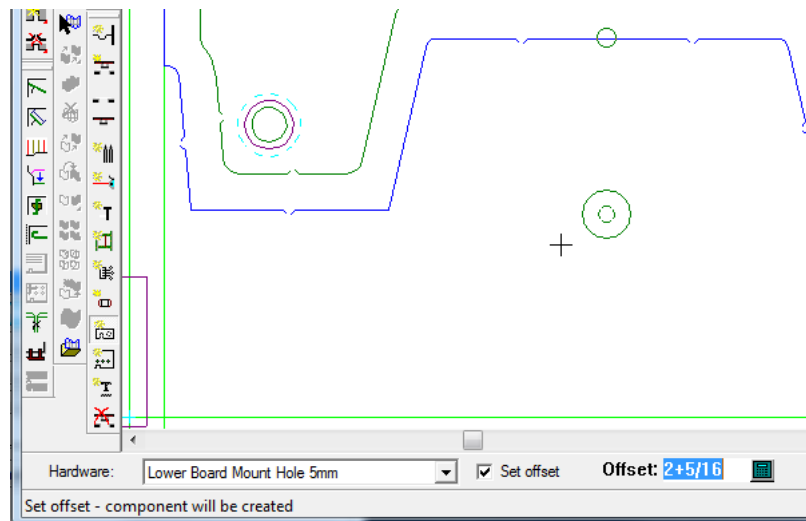 Hardware: Lower Board Mount Hole 5mm Set offset Offset: 2+5/16
Set offset - component will be created